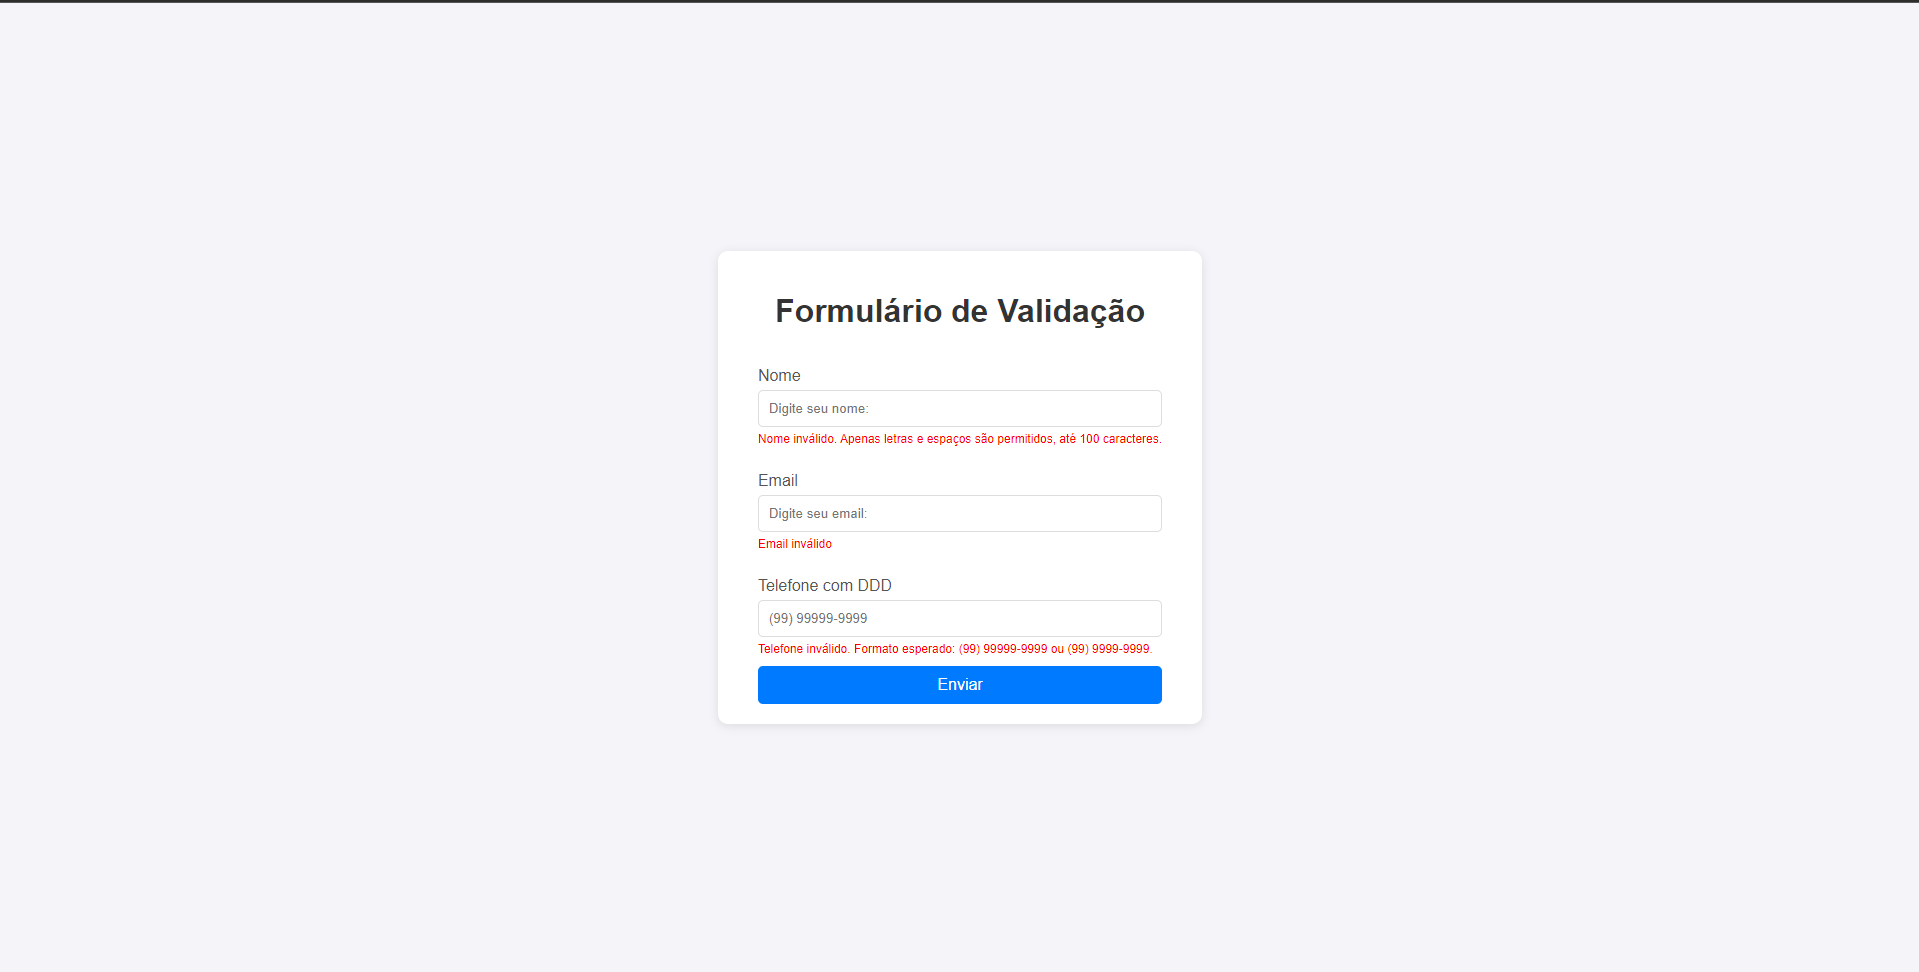 Formulário de Validação
Nome
Digite seu nome:
Nome inválido. Apenas letras e espaços são permitidos, até 100 caracteres.
Email
Digite seu email:
Email inválido
Telefone com DDD
(99) 99999-9999
Telefone inválido. Formato esperado: (99) 99999-9999 ou (99) 9999-9999.
Enviar